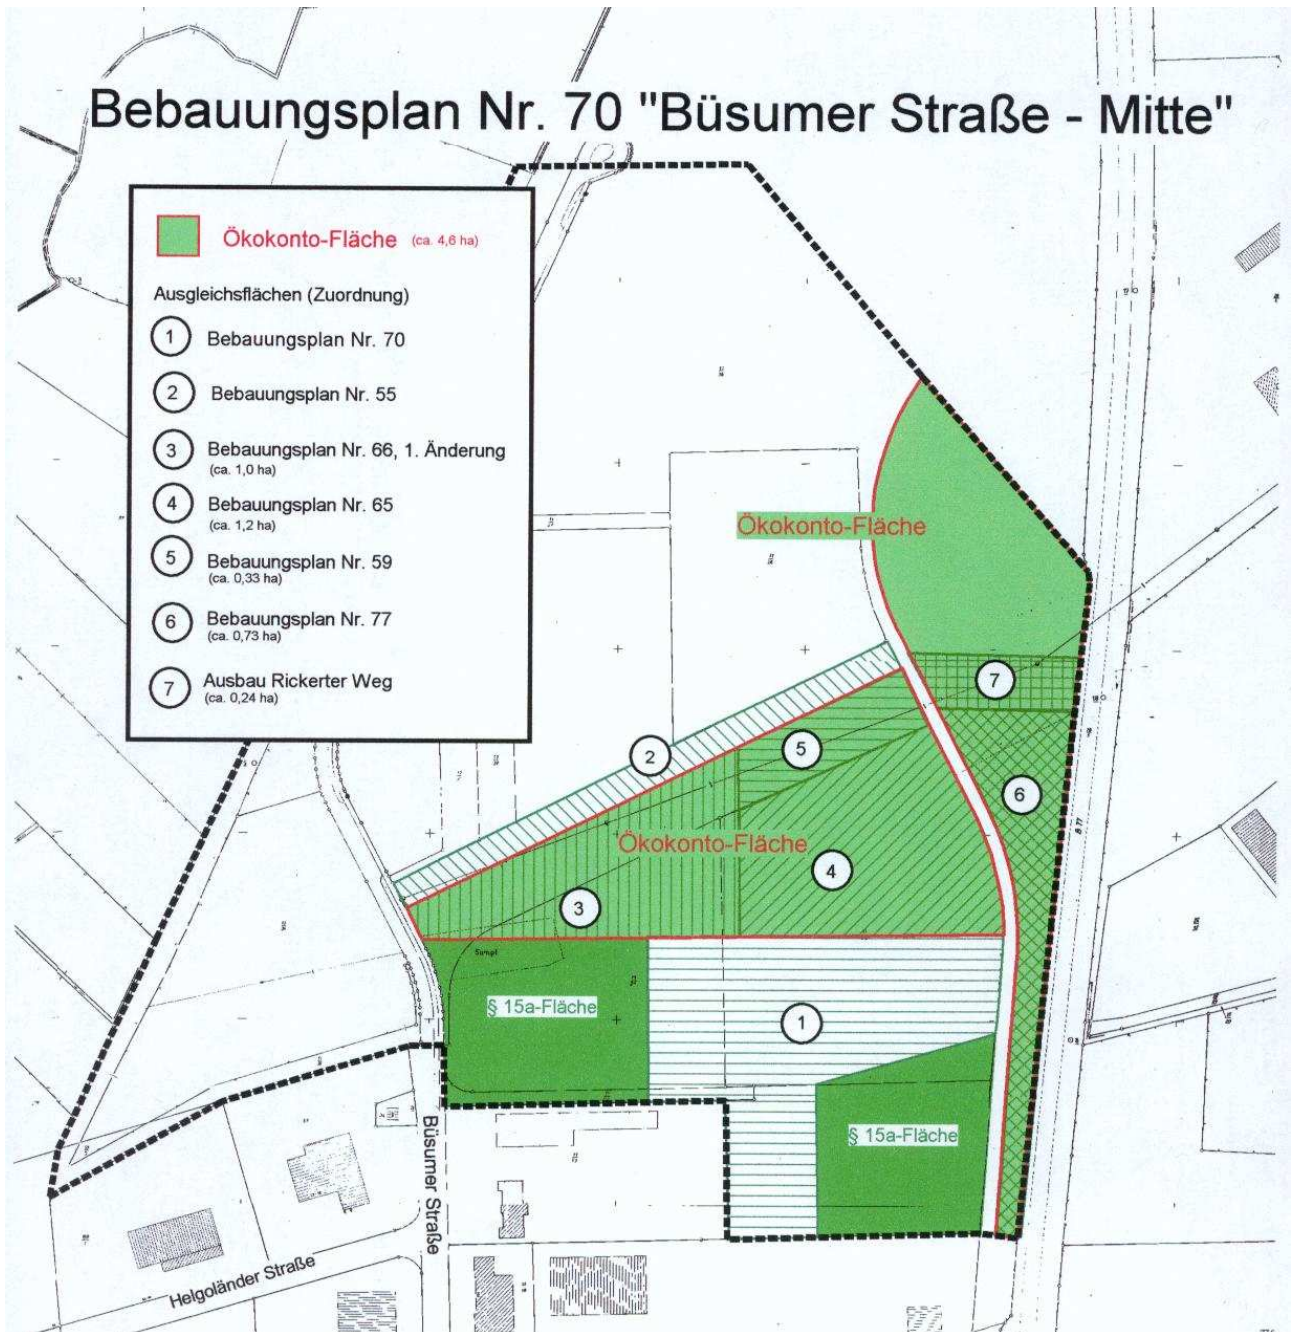 Bebauungsplan Nr. 70 "Büsumer Straße - Mitte"
Ökokonto-Fläche (ca. 4,6 ha)
Ausgleichsflächen (Zuordnung)
1 Bebauungsplan Nr. 70
2 Bebauungsplan Nr. 55
3 Bebauungsplan Nr. 66, 1. Änderung
(ca. 1,0 ha)
4 Bebauungsplan Nr. 65
(ca. 1,2 ha)
5 Bebauungsplan Nr. 59
(ca. 0,33 ha)
6 Bebauungsplan Nr. 77
(ca. 0,73 ha)
7 Ausbau Rickerter Weg
(ca. 0,24 ha)
Ökokonto-Fläche
7
5
2
6
Ökokonto-Fläche
4
3
B 77
Sumpf
§ 15a-Fläche
1
§ 15a-Fläche
Büsumer Straße
Helgoländer Straße